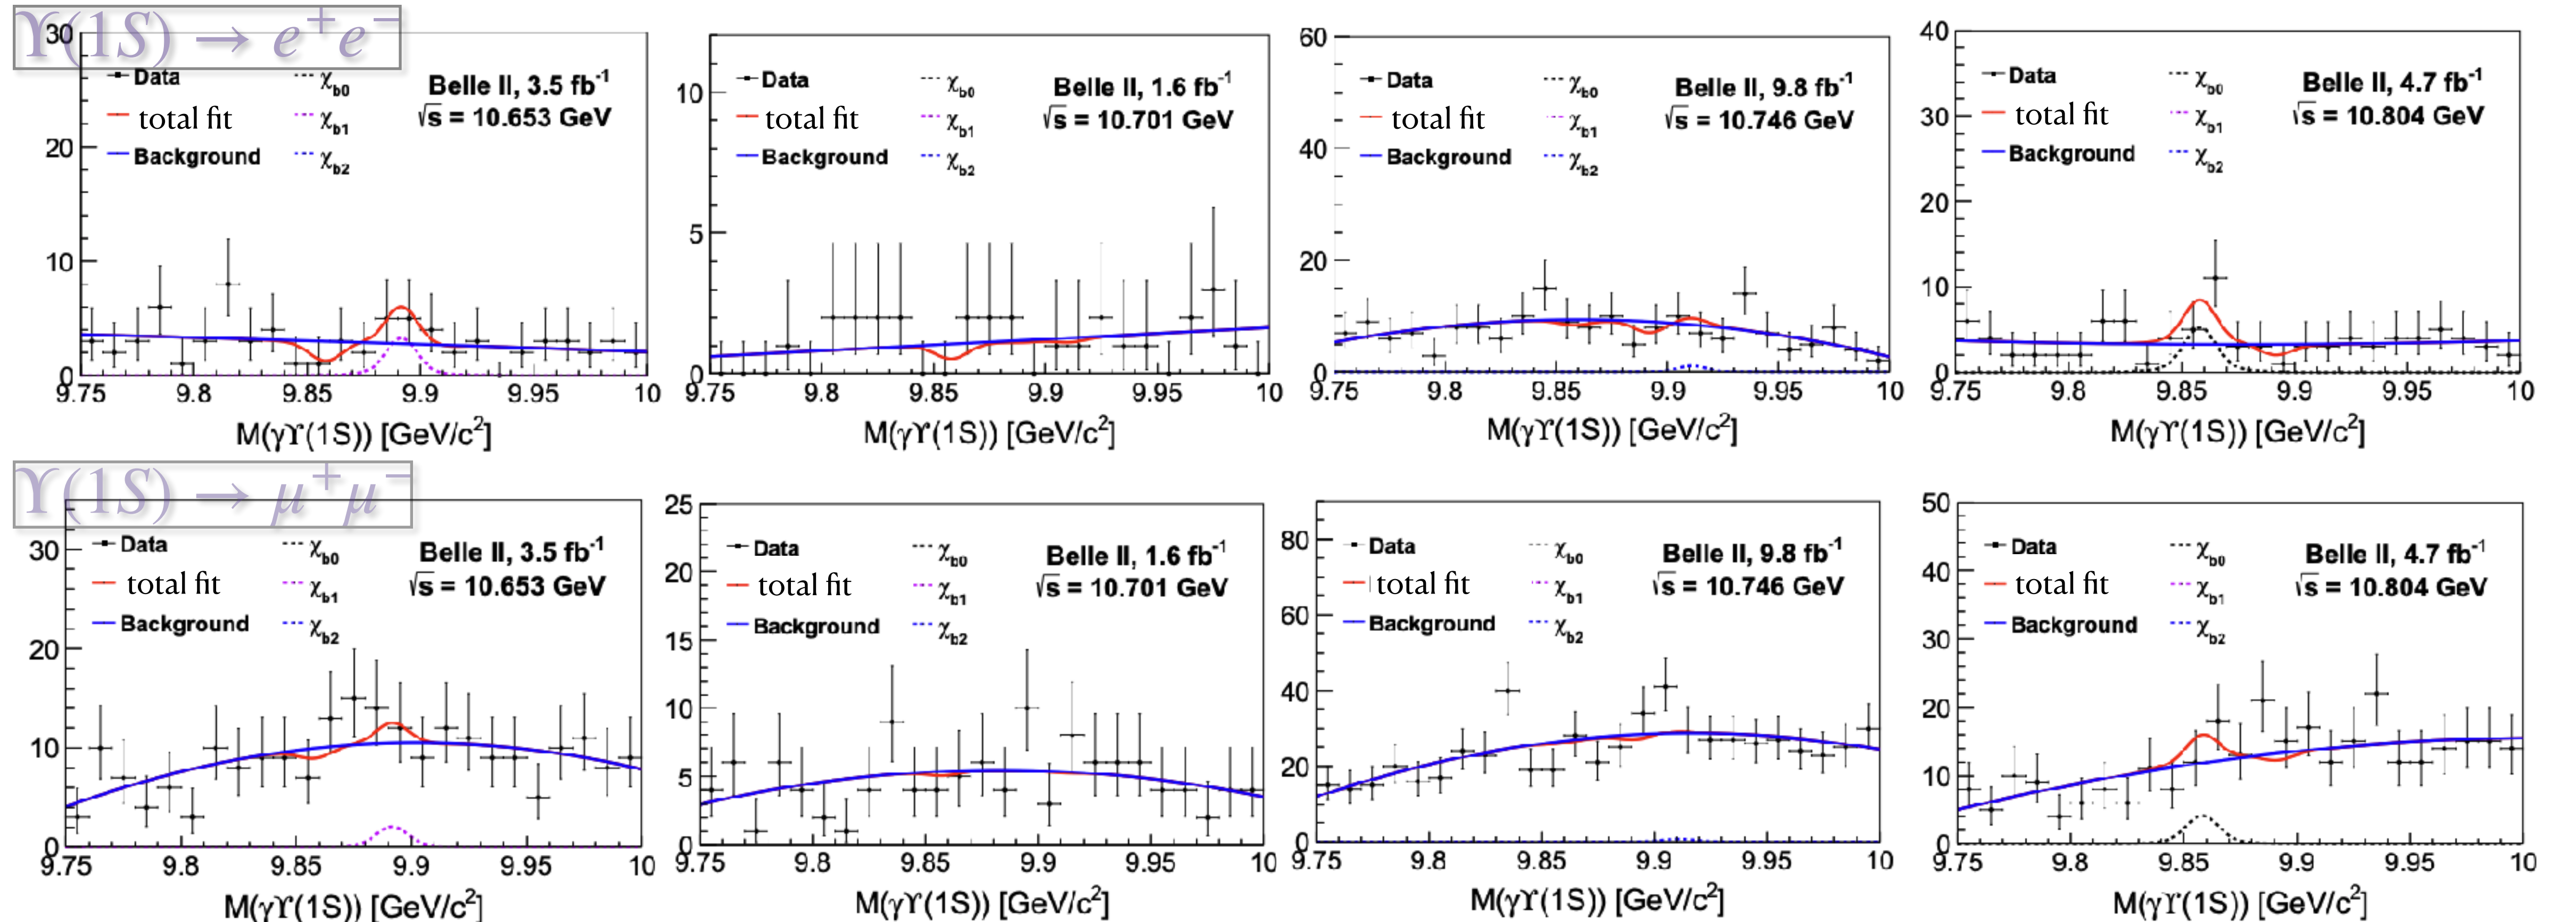 ϒ(1S) → e⁺e⁻
30
20
10
0
Data
total fit
Background
χb0
χb1
χb2
Belle II, 3.5 fb⁻¹
√s = 10.653 GeV
9.75 9.8 9.85 9.9 9.95 10
M(γϒ(1S)) [GeV/c²]
10
5
0
Data
total fit
Background
χb0
χb1
χb2
Belle II, 1.6 fb⁻¹
√s = 10.701 GeV
9.75 9.8 9.85 9.9 9.95 10
M(γϒ(1S)) [GeV/c²]
60
40
20
0
Data
total fit
Background
χb0
χb1
χb2
Belle II, 9.8 fb⁻¹
√s = 10.746 GeV
9.75 9.8 9.85 9.9 9.95 10
M(γϒ(1S)) [GeV/c²]
40
30
20
10
0
Data
total fit
Background
χb0
χb1
χb2
Belle II, 4.7 fb⁻¹
√s = 10.804 GeV
9.75 9.8 9.85 9.9 9.95 10
M(γϒ(1S)) [GeV/c²]
ϒ(1S) → μ⁺μ⁻
30
20
10
0
Data
total fit
Background
χb0
χb1
χb2
Belle II, 3.5 fb⁻¹
√s = 10.653 GeV
9.75 9.8 9.85 9.9 9.95 10
M(γϒ(1S)) [GeV/c²]
25
20
15
10
5
0
Data
total fit
Background
χb0
χb1
χb2
Belle II, 1.6 fb⁻¹
√s = 10.701 GeV
9.75 9.8 9.85 9.9 9.95 10
M(γϒ(1S)) [GeV/c²]
80
60
40
20
0
Data
total fit
Background
χb0
χb1
χb2
Belle II, 9.8 fb⁻¹
√s = 10.746 GeV
9.75 9.8 9.85 9.9 9.95 10
M(γϒ(1S)) [GeV/c²]
50
40
30
20
10
0
Data
total fit
Background
χb0
χb1
χb2
Belle II, 4.7 fb⁻¹
√s = 10.804 GeV
9.75 9.8 9.85 9.9 9.95 10
M(γϒ(1S)) [GeV/c²]